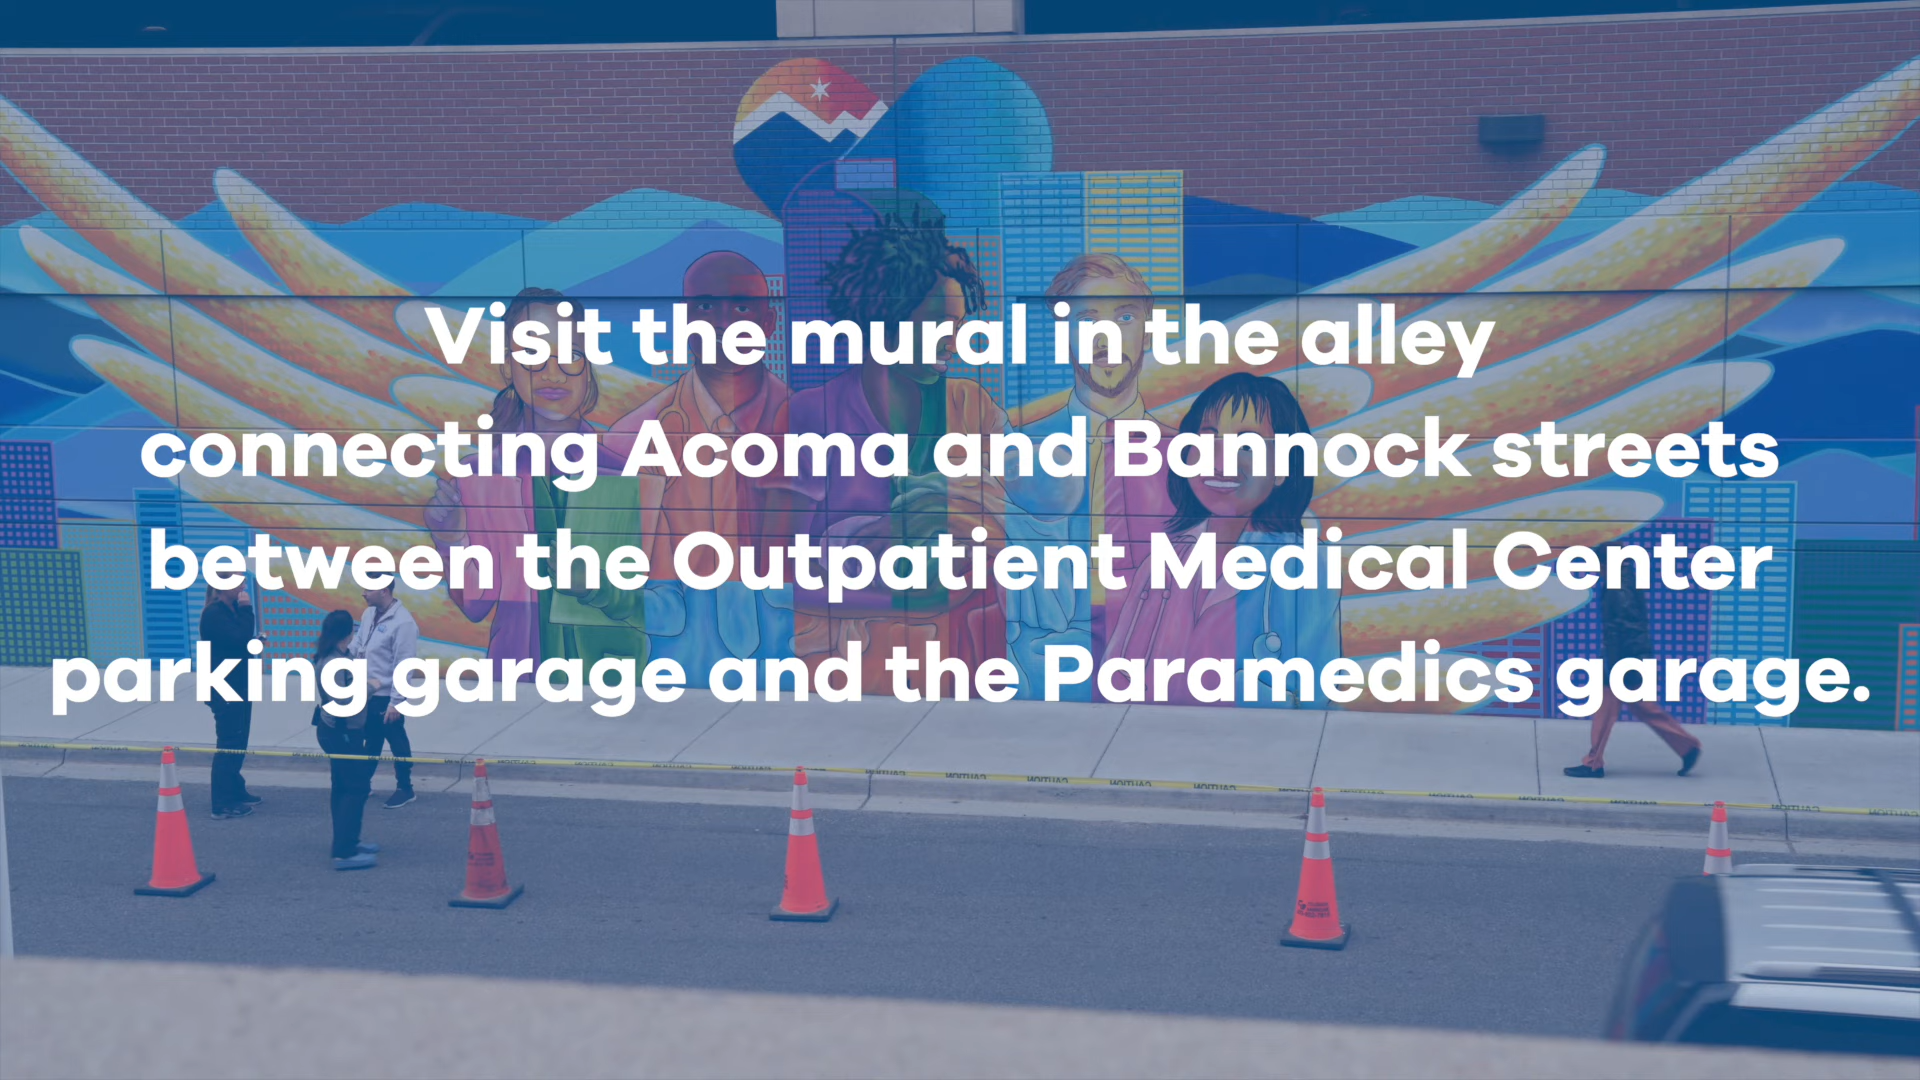 Visit the mural in the alley
connecting Acoma and Bannock streets
between the Outpatient Medical Center
parking garage and the Paramedics garage.